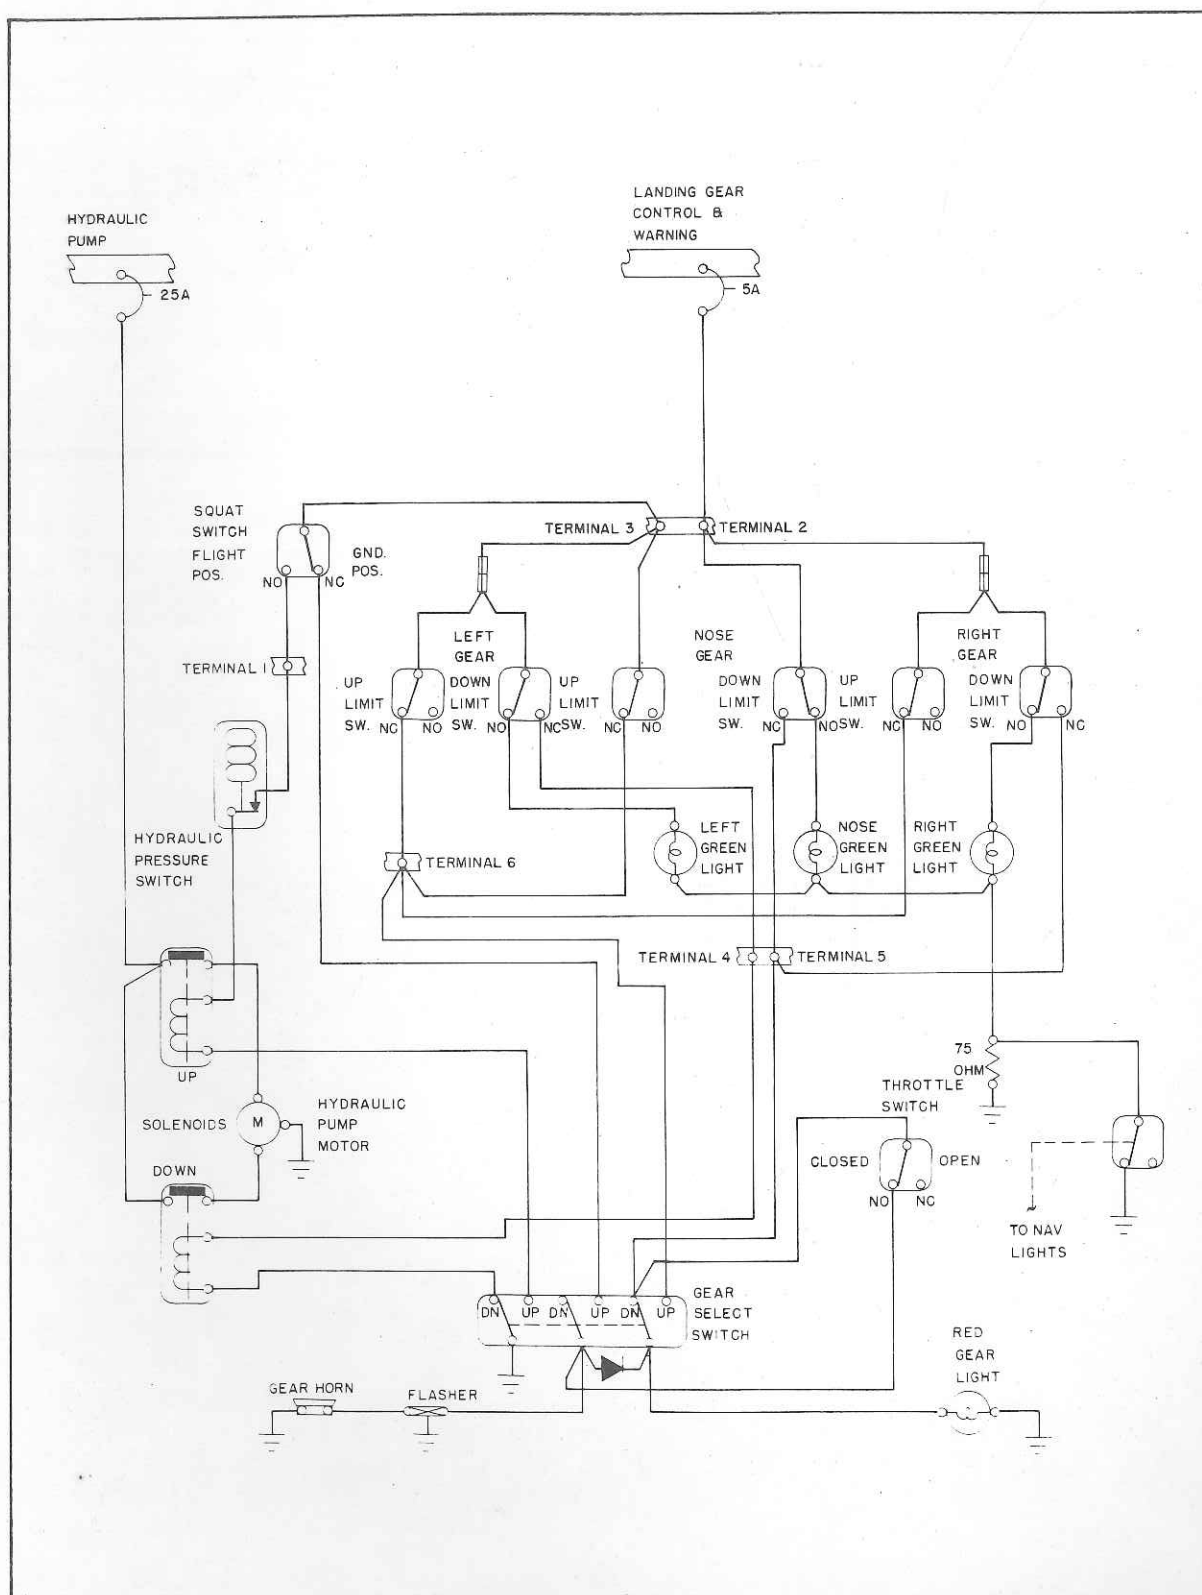 LANDING GEAR
CONTROL &
WARNING
HYDRAULIC
PUMP
25A
5A
SQUAT
SWITCH
FLIGHT
POS.
GND.
POS.
NO
NC
TERMINAL 3
TERMINAL 2
TERMINAL 1
LEFT
GEAR
NOSE
GEAR
RIGHT
GEAR
UP
LIMIT
SW.
NC
NO
DOWN
LIMIT
SW.
NO
NC
UP
LIMIT
SW.
NC
NO
DOWN
LIMIT
SW.
NC
NO
UP
LIMIT
SW.
NC
NO
DOWN
LIMIT
SW.
NO
NC
HYDRAULIC
PRESSURE
SWITCH
TERMINAL 6
LEFT
GREEN
LIGHT
NOSE
GREEN
LIGHT
RIGHT
GREEN
LIGHT
TERMINAL 4
TERMINAL 5
UP
SOLENOIDS
M
HYDRAULIC
PUMP
MOTOR
DOWN
75
OHM
THROTTLE
SWITCH
CLOSED
OPEN
NO
NC
TO NAV
LIGHTS
DN
UP
DN
UP
DN
UP
GEAR
SELECT
SWITCH
RED
GEAR
LIGHT
GEAR HORN
FLASHER